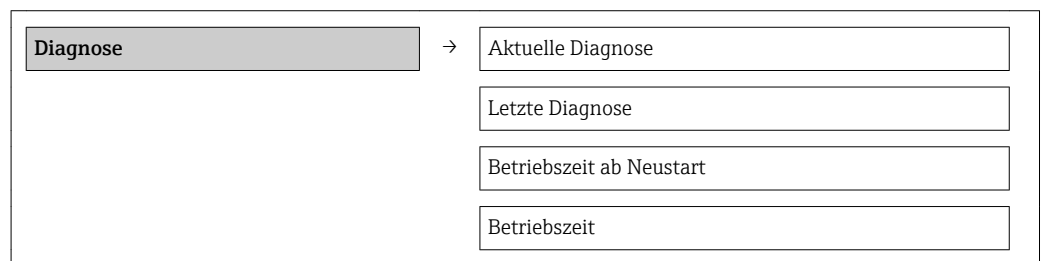 Diagnose → Aktuelle Diagnose
Letzte Diagnose
Betriebszeit ab Neustart
Betriebszeit